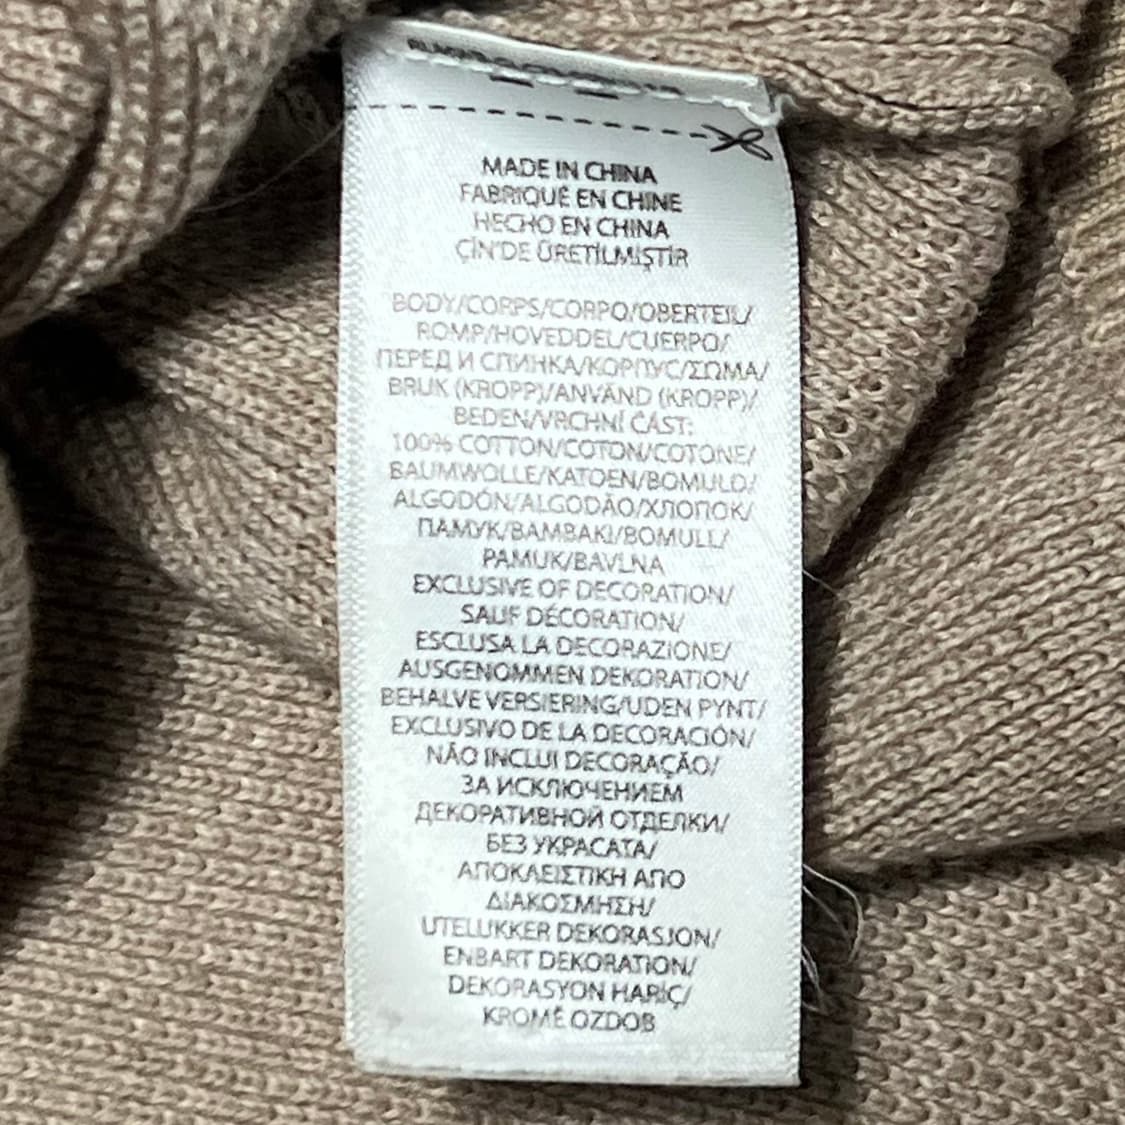 MADE IN CHINA
FABRIQUÉ EN CHINE
HECHO EN CHINA
ÇİN'DE ÜRETİLMİŞTİR
BODY/CORPS/CORPO/OBERTEIL/
ROMP/HOVEDDEL/CUERPO/
ПЕРЕД И СПИНКА/КОРПУС/ΣΩΜΑ/
BRUK (KROPP)/ANVÄND (KROPP)/
BEDEN/VRCHNÍ ČÁST:
100% COTTON/COTON/COTONE/
BAUMWOLLE/KATOEN/BOMULD/
ALGODÓN/ALGODÃO/ХЛОПОК/
ПАМУК/BAMBAKI/BOMULL/
PAMUK/BAVLNA
EXCLUSIVE OF DECORATION/
SAUF DÉCORATION/
ESCLUSA LA DECORAZIONE/
AUSGENOMMEN DEKORATION/
BEHALVE VERSIERING/UDEN PYNT/
EXCLUSIVO DE LA DECORACIÓN/
NÃO INCLUI DECORAÇÃO/
ЗА ИСКЛЮЧЕНИЕМ
ДЕКОРАТИВНОЙ ОТДЕЛКИ/
БЕЗ УКРАСАТА/
ΑΠΟΚΛΕΙΣΤΙΚΗ ΑΠΟ
ΔΙΑΚΟΣΜΗΣΗ/
UTELUKKER DEKORASJON/
ENBART DEKORATION/
DEKORASYON HARİÇ/
KROMĚ OZDOB